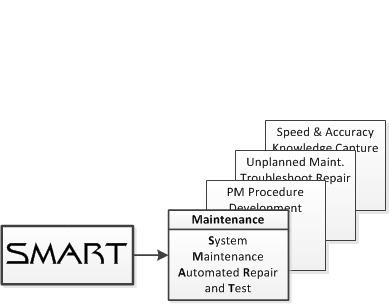 Speed & Accuracy
Knowledge Capture
Unplanned Maint.
Troubleshoot Repair
PM Procedure
Development
Maintenance
SMART
System
Maintenance
Automated Repair
and Test